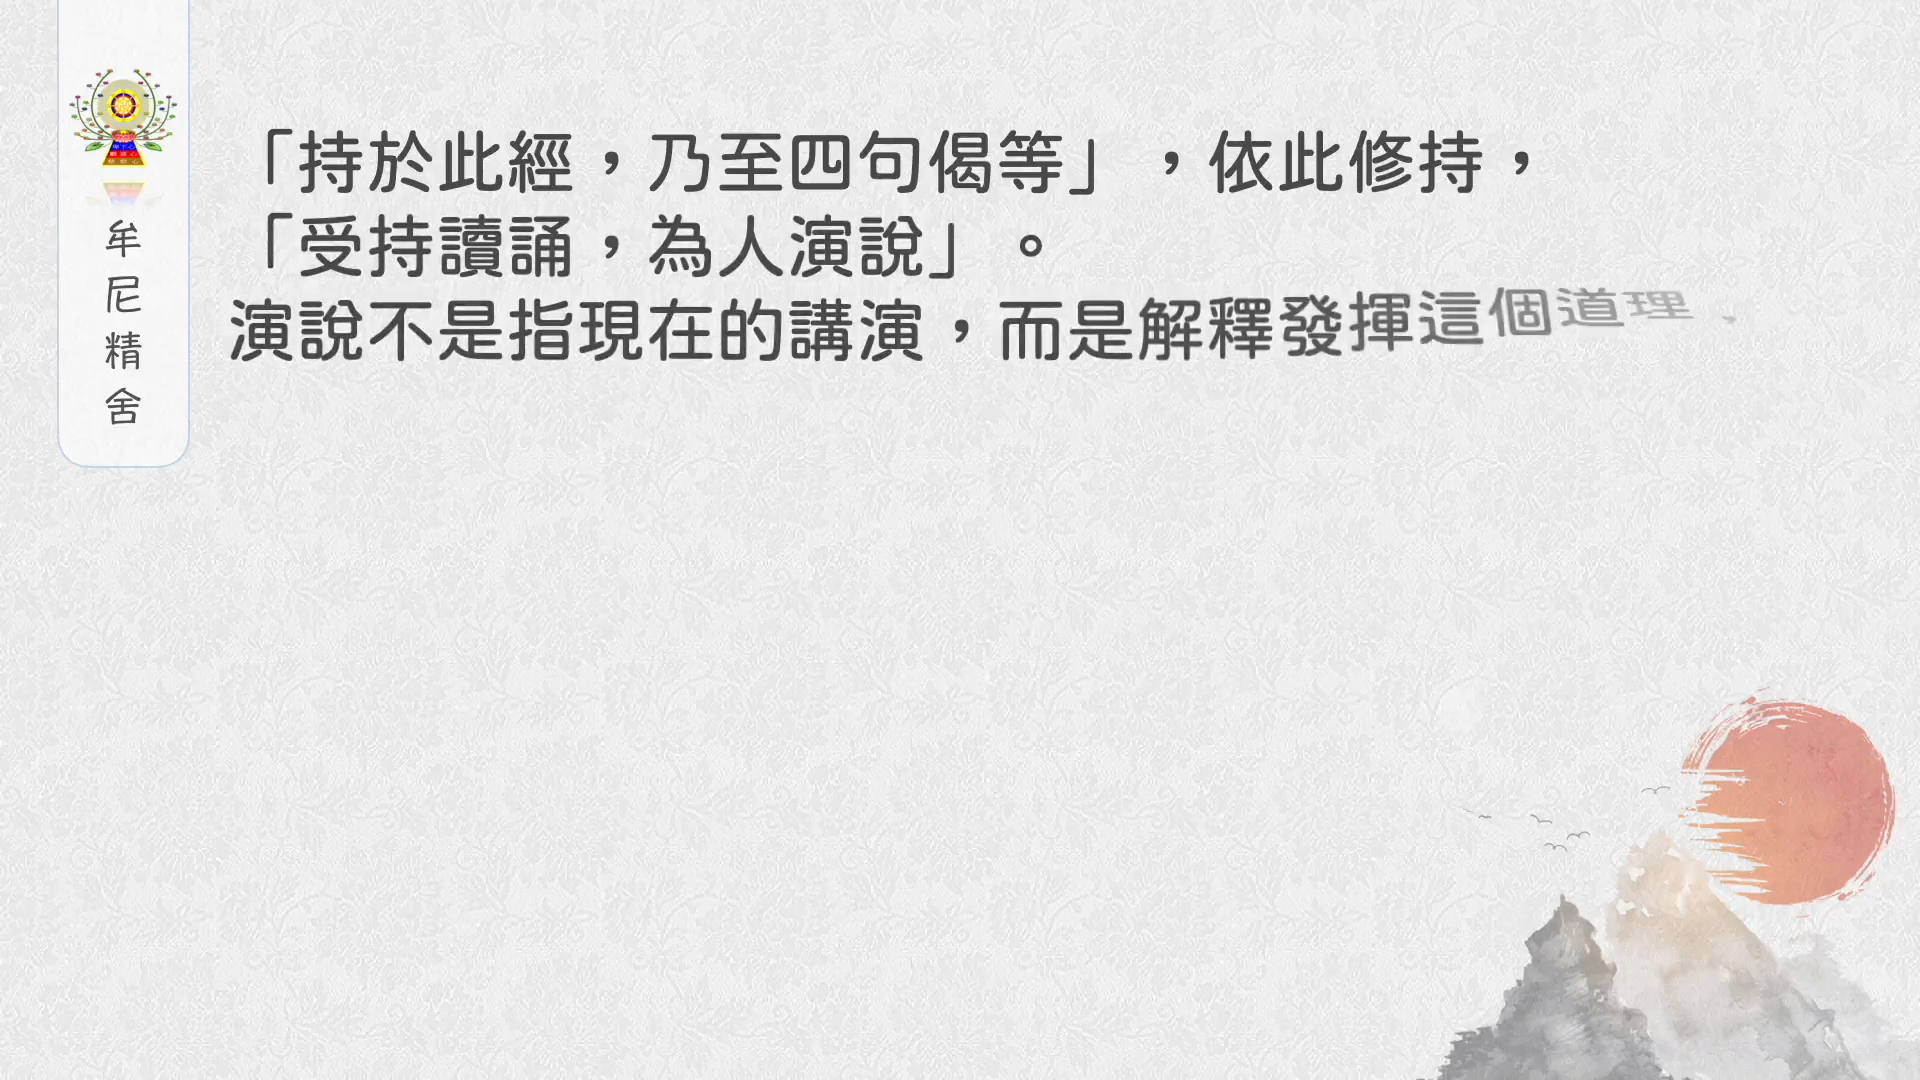 牟尼精舍
「持於此經，乃至四句偈等」，依此修持，
「受持讀誦，為人演說」。
演說不是指現在的講演，而是解釋發揮這個道理，